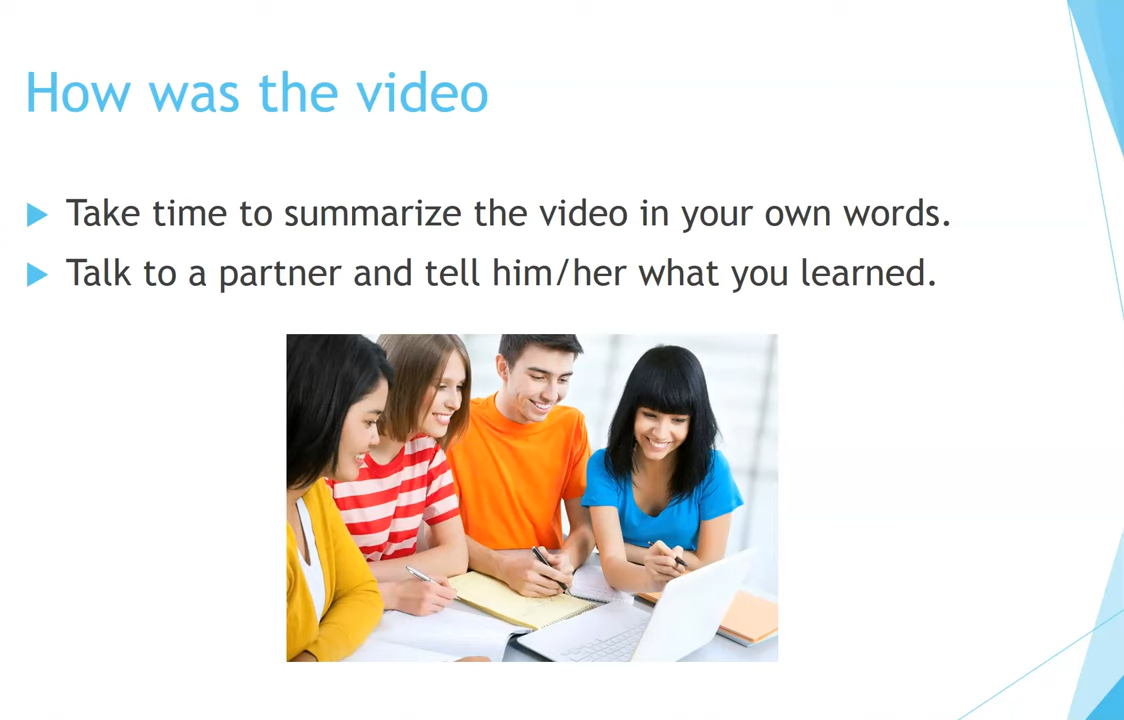 How was the video
Take time to summarize the video in your own words.
Talk to a partner and tell him/her what you learned.